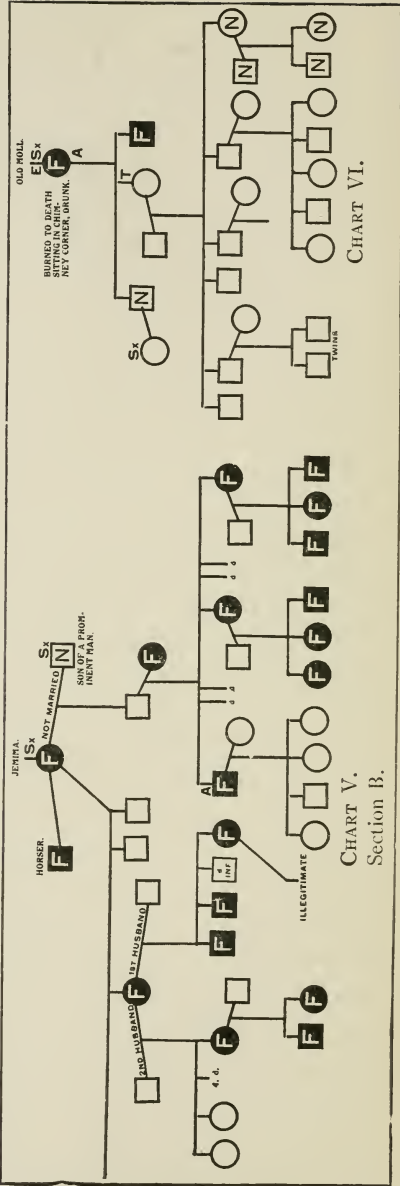 JEMIMA.
Sx
F
NOT MARRIED
Sx
N
SON OF A PROM-
INENT MAN.
HORSER.
F
2ND HUSBAND
F
1ST HUSBAND
F
4. d.
F
F
F
F
d
INF
F
ILLEGITIMATE
F
A
F
d
d
F
d
d
F
F
F
F
F
F
F
CHART V.
Section B.
OLD MOLL.
E Sx
F
A
BURNED TO DEATH
SITTING IN CHIM-
NEY CORNER, DRUNK.
Sx
N
T
F
N
N
N
N
TWINS
CHART VI.